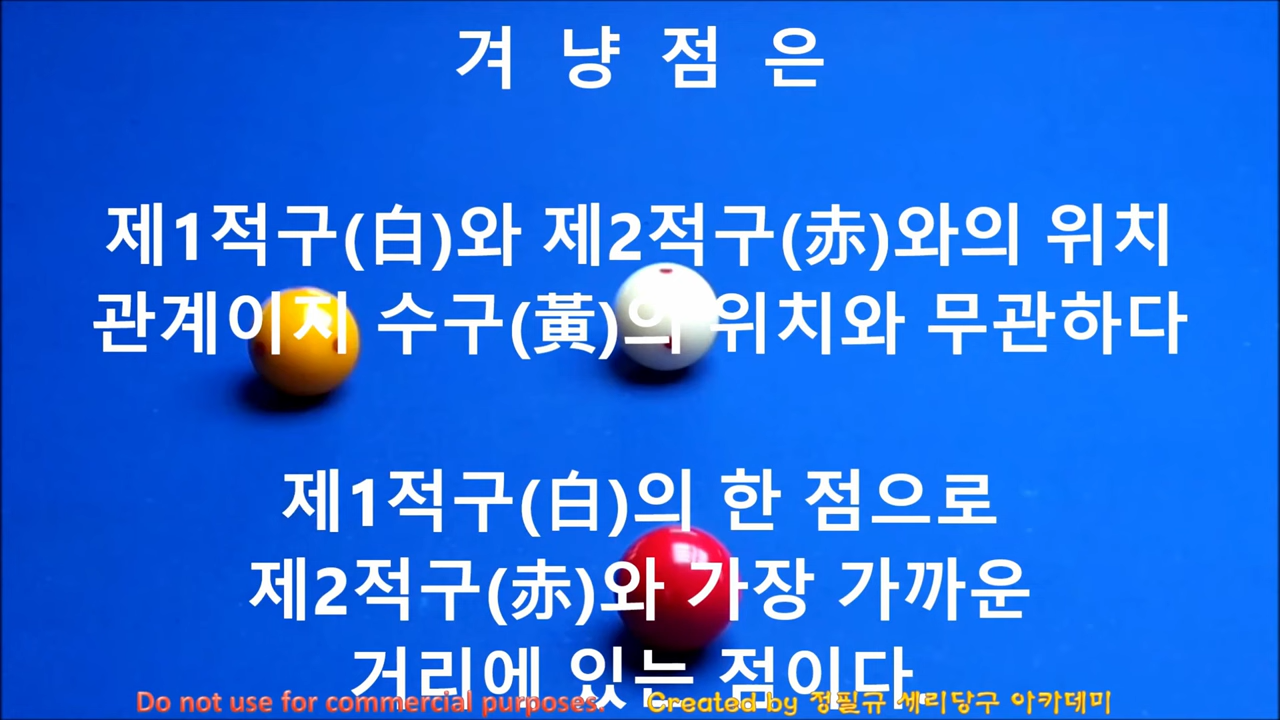 겨 냥 점 은
제1적구(白)와 제2적구(赤)와의 위치
관계이지 수구(黃)의 위치와 무관하다
제1적구(白)의 한 점으로
제2적구(赤)와 가장 가까운
거리에 있는 점이다.
Do not use for commercial purposes. Created by 정필규 세리당구 아카데미